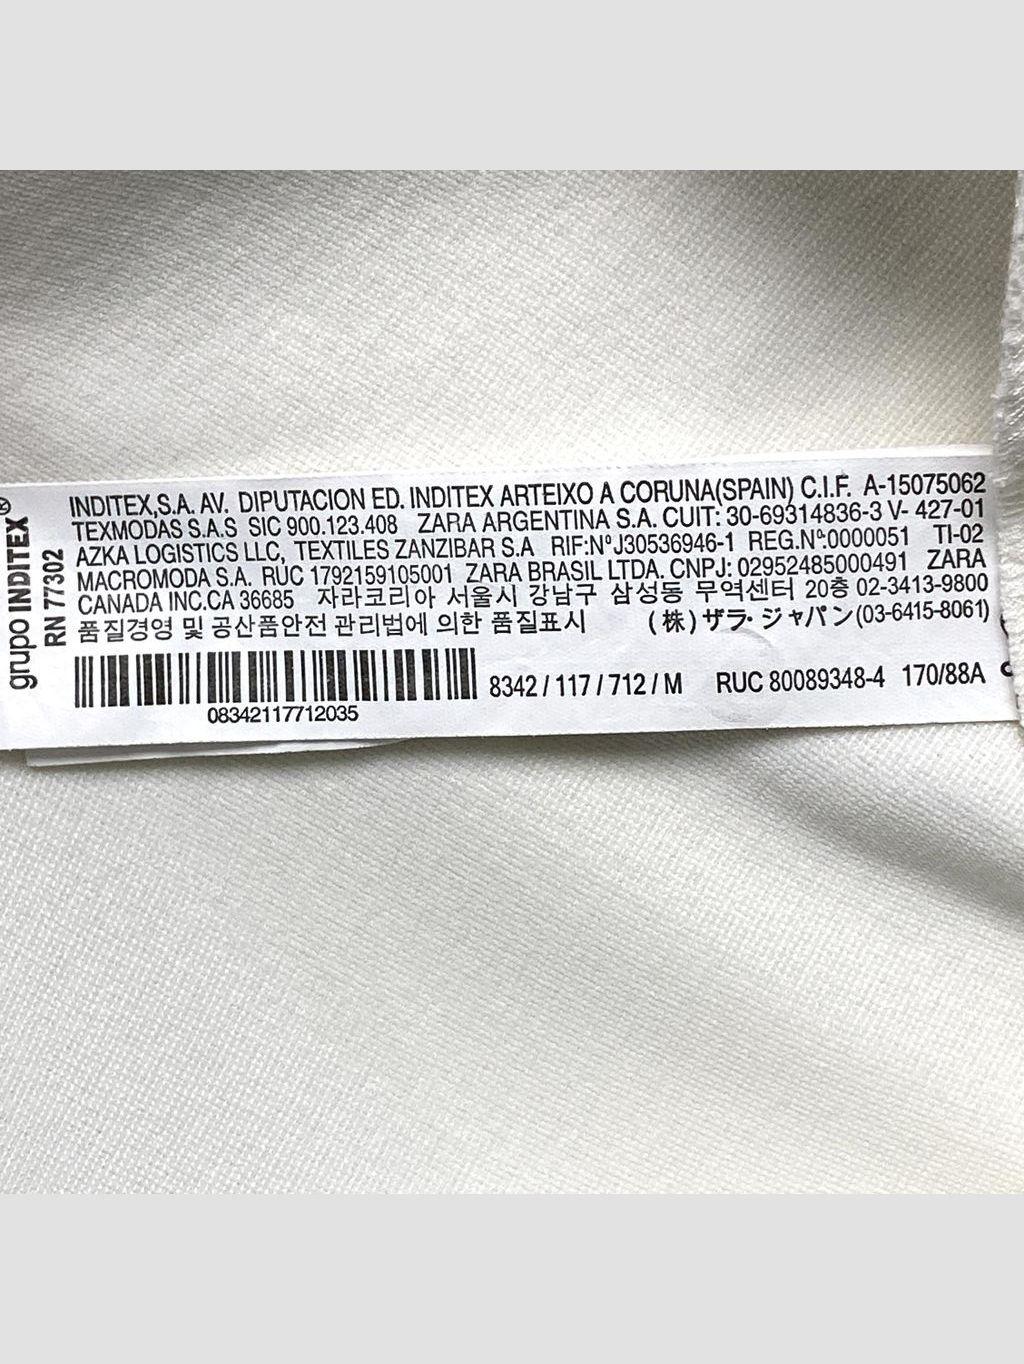 grupo INDITEX®
RN 77302
INDITEX,S.A. AV. DIPUTACION ED. INDITEX ARTEIXO A CORUNA(SPAIN) C.I.F. A-15075062
TEXMODAS S.A.S SIC 900.123.408 ZARA ARGENTINA S.A. CUIT: 30-69314836-3 V- 427-01
AZKA LOGISTICS LLC, TEXTILES ZANZIBAR S.A RIF:Nº J30536946-1 REG.Nº:0000051 TI-02
MACROMODA S.A. RUC 1792159105001 ZARA BRASIL LTDA. CNPJ: 02952485000491 ZARA
CANADA INC.CA 36685 자라코리아 서울시 강남구 삼성동 무역센터 20층 02-3413-9800
품질경영 및 공산품안전 관리법에 의한 품질표시 (株) ザラ・ジャパン(03-6415-8061)
8342 / 117 / 712 / M RUC 80089348-4 170/88A
08342117712035